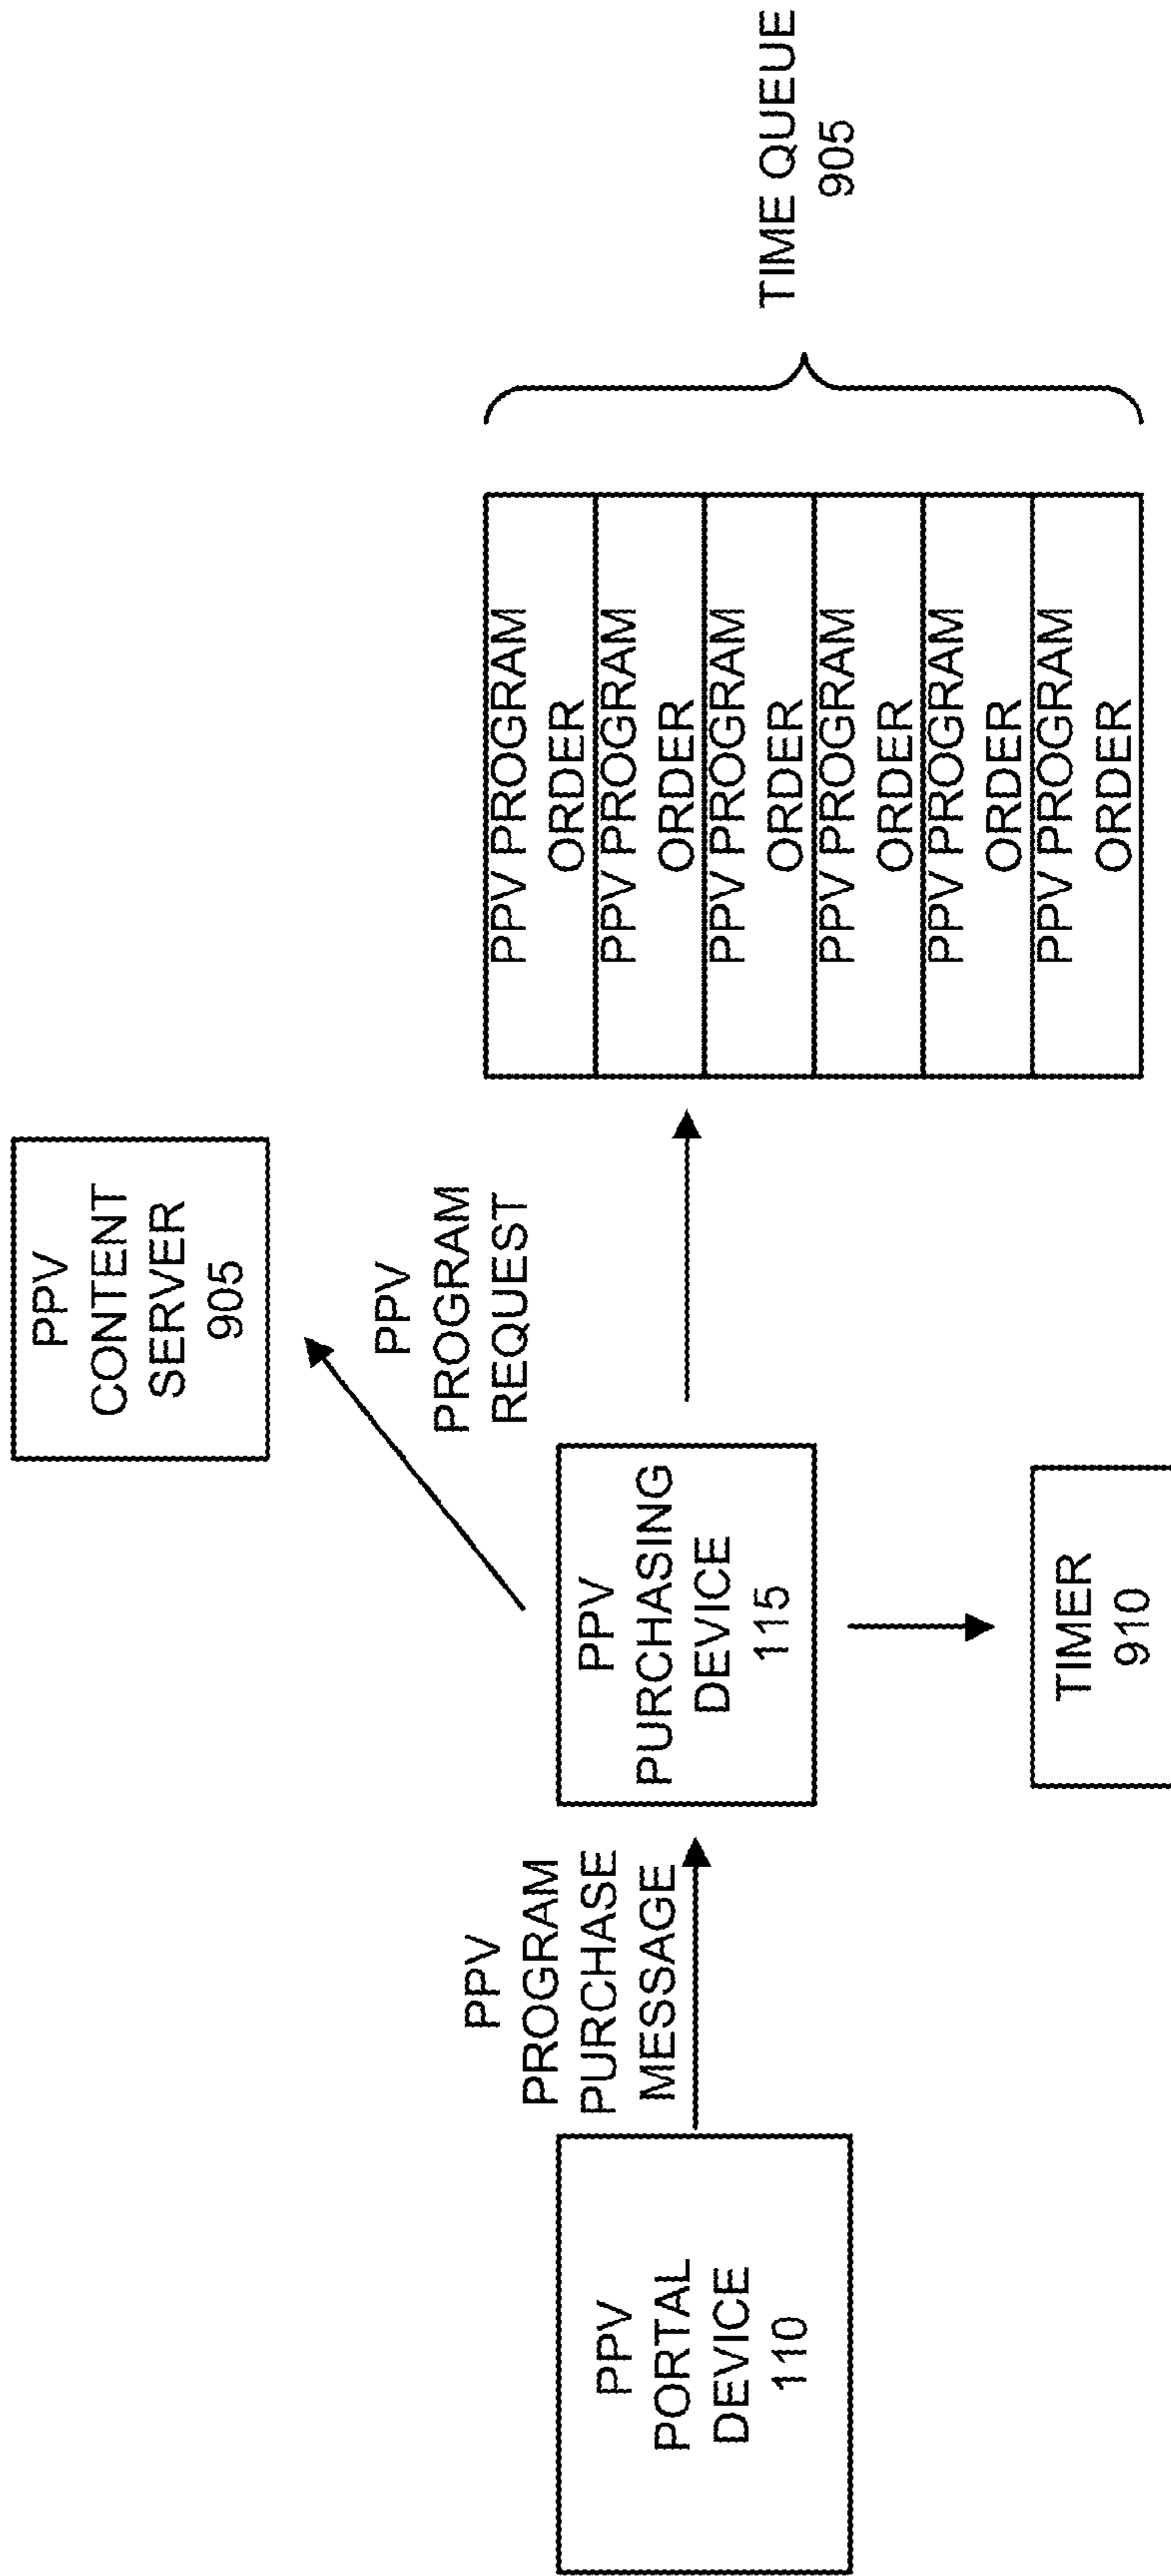 PPV
CONTENT
SERVER
905
PPV
PROGRAM
REQUEST
PPV
PROGRAM
PURCHASE
MESSAGE
PPV
PORTAL
DEVICE
110
PPV
PURCHASING
DEVICE
115
TIMER
910
PPV PROGRAM
ORDER
PPV PROGRAM
ORDER
PPV PROGRAM
ORDER
PPV PROGRAM
ORDER
PPV PROGRAM
ORDER
PPV PROGRAM
ORDER
TIME QUEUE
905